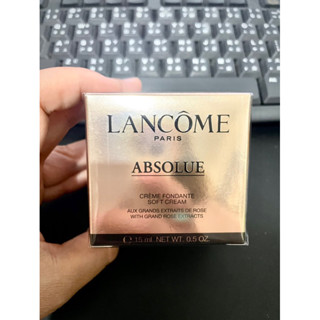 LANCÔME
PARIS
ABSOLUE
CRÈME FONDANTE
SOFT CREAM
AUX GRANDS EXTRAITS DE ROSE
WITH GRAND ROSE EXTRACTS
℮ 15 mL NET WT. 0.5 OZ.